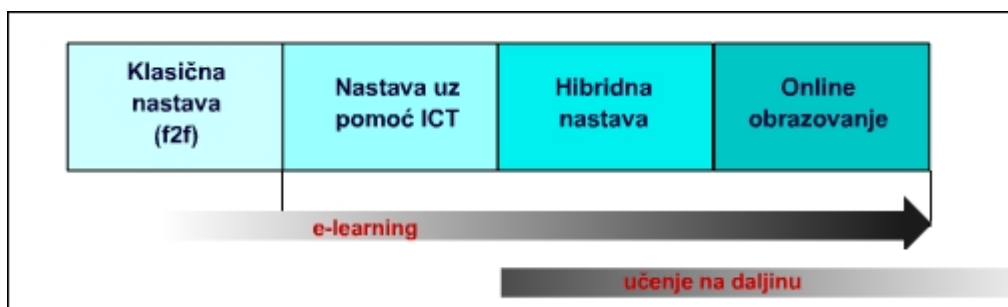 Klasična
nastava
(f2f)
Nastava uz
pomoć ICT
Hibridna
nastava
Online
obrazovanje
e-learning
učenje na daljinu